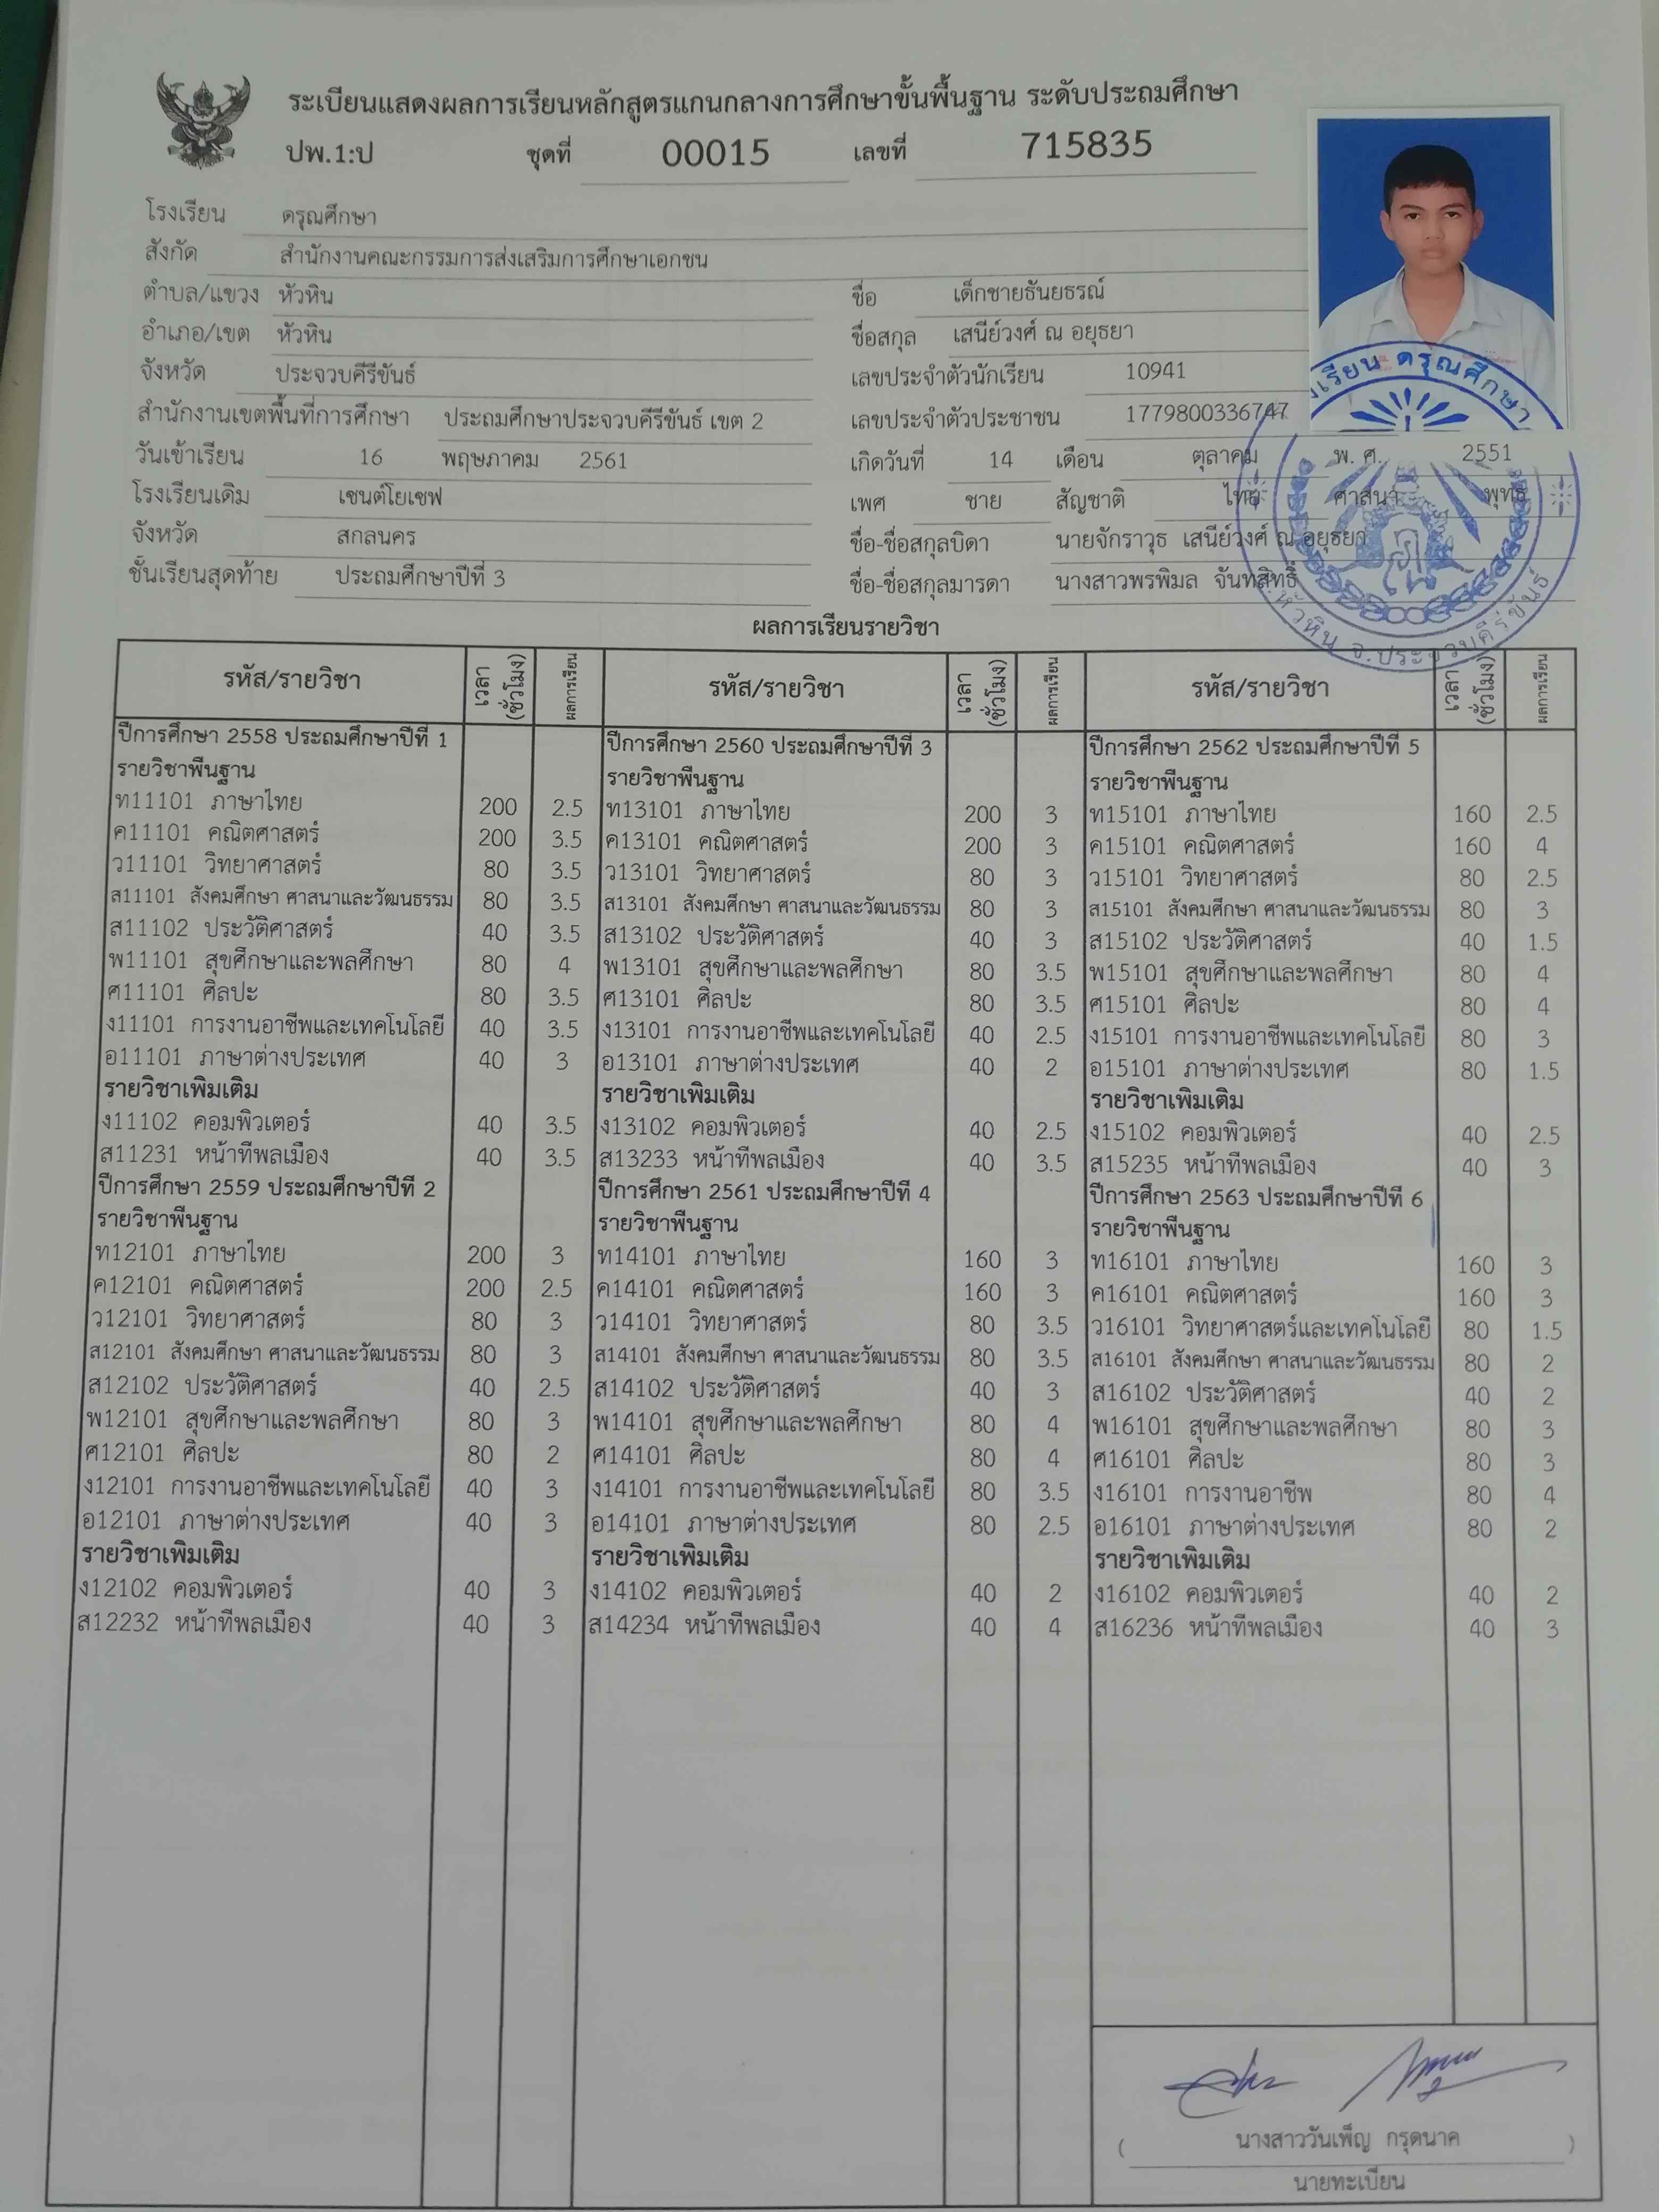 ระเบียนแสดงผลการเรียนหลักสูตรแกนกลางการศึกษาขั้นพื้นฐาน ระดับประถมศึกษา
ปพ.1:ป ชุดที่ 00015 เลขที่ 715835
โรงเรียน ดรุณศึกษา
สังกัด สำนักงานคณะกรรมการส่งเสริมการศึกษาเอกชน
ตำบล/แขวง หัวหิน
อำเภอ/เขต หัวหิน
จังหวัด ประจวบคีรีขันธ์
สำนักงานเขตพื้นที่การศึกษา ประถมศึกษาประจวบคีรีขันธ์ เขต 2
วันเข้าเรียน 16 พฤษภาคม 2561
โรงเรียนเดิม เซนต์โยเซฟ
จังหวัด สกลนคร
ชั้นเรียนสุดท้าย ประถมศึกษาปีที่ 3
ชื่อ เด็กชายธันยธรณ์
ชื่อสกุล เสนีย์วงศ์ ณ อยุธยา
เลขประจำตัวนักเรียน 10941
เลขประจำตัวประชาชน 1779800336747
เกิดวันที่ 14 เดือน ตุลาคม พ.ศ. 2551
เพศ ชาย สัญชาติ ไทย ศาสนา พุทธ
ชื่อ-ชื่อสกุลบิดา นายจักราวุธ เสนีย์วงศ์ ณ อยุธยา
ชื่อ-ชื่อสกุลมารดา นางสาวพรพิมล จันทสิทธิ์
ผลการเรียนรายวิชา
รหัส/รายวิชา เวลา (ชั่วโมง) ผลการเรียน
ปีการศึกษา 2558 ประถมศึกษาปีที่ 1
รายวิชาพื้นฐาน
ท11101 ภาษาไทย 200 2.5
ค11101 คณิตศาสตร์ 200 3.5
ว11101 วิทยาศาสตร์ 80 3.5
ส11101 สังคมศึกษา ศาสนาและวัฒนธรรม 80 3.5
ส11102 ประวัติศาสตร์ 40 3.5
พ11101 สุขศึกษาและพลศึกษา 80 4
ศ11101 ศิลปะ 80 3.5
ง11101 การงานอาชีพและเทคโนโลยี 40 3.5
อ11101 ภาษาต่างประเทศ 40 3
รายวิชาเพิ่มเติม
ง11102 คอมพิวเตอร์ 40 3.5
ส11231 หน้าที่พลเมือง 40 3.5
ปีการศึกษา 2559 ประถมศึกษาปีที่ 2
รายวิชาพื้นฐาน
ท12101 ภาษาไทย 200 3
ค12101 คณิตศาสตร์ 200 2.5
ว12101 วิทยาศาสตร์ 80 3
ส12101 สังคมศึกษา ศาสนาและวัฒนธรรม 80 3
ส12102 ประวัติศาสตร์ 40 2.5
พ12101 สุขศึกษาและพลศึกษา 80 3
ศ12101 ศิลปะ 80 2
ง12101 การงานอาชีพและเทคโนโลยี 40 3
อ12101 ภาษาต่างประเทศ 40 3
รายวิชาเพิ่มเติม
ง12102 คอมพิวเตอร์ 40 3
ส12232 หน้าที่พลเมือง 40 3
รหัส/รายวิชา เวลา (ชั่วโมง) ผลการเรียน
ปีการศึกษา 2560 ประถมศึกษาปีที่ 3
รายวิชาพื้นฐาน
ท13101 ภาษาไทย 200 3
ค13101 คณิตศาสตร์ 200 3
ว13101 วิทยาศาสตร์ 80 3
ส13101 สังคมศึกษา ศาสนาและวัฒนธรรม 80 3
ส13102 ประวัติศาสตร์ 40 3
พ13101 สุขศึกษาและพลศึกษา 80 3.5
ศ13101 ศิลปะ 80 3.5
ง13101 การงานอาชีพและเทคโนโลยี 40 2.5
อ13101 ภาษาต่างประเทศ 40 2
รายวิชาเพิ่มเติม
ง13102 คอมพิวเตอร์ 40 2.5
ส13233 หน้าที่พลเมือง 40 3.5
ปีการศึกษา 2561 ประถมศึกษาปีที่ 4
รายวิชาพื้นฐาน
ท14101 ภาษาไทย 160 3
ค14101 คณิตศาสตร์ 160 3
ว14101 วิทยาศาสตร์ 80 3.5
ส14101 สังคมศึกษา ศาสนาและวัฒนธรรม 80 3.5
ส14102 ประวัติศาสตร์ 40 3
พ14101 สุขศึกษาและพลศึกษา 80 4
ศ14101 ศิลปะ 80 4
ง14101 การงานอาชีพและเทคโนโลยี 80 3.5
อ14101 ภาษาต่างประเทศ 80 2.5
รายวิชาเพิ่มเติม
ง14102 คอมพิวเตอร์ 40 2
ส14234 หน้าที่พลเมือง 40 4
รหัส/รายวิชา เวลา (ชั่วโมง) ผลการเรียน
ปีการศึกษา 2562 ประถมศึกษาปีที่ 5
รายวิชาพื้นฐาน
ท15101 ภาษาไทย 160 2.5
ค15101 คณิตศาสตร์ 160 4
ว15101 วิทยาศาสตร์ 80 2.5
ส15101 สังคมศึกษา ศาสนาและวัฒนธรรม 80 3
ส15102 ประวัติศาสตร์ 40 1.5
พ15101 สุขศึกษาและพลศึกษา 80 4
ศ15101 ศิลปะ 80 4
ง15101 การงานอาชีพและเทคโนโลยี 80 3
อ15101 ภาษาต่างประเทศ 80 1.5
รายวิชาเพิ่มเติม
ง15102 คอมพิวเตอร์ 40 2.5
ส15235 หน้าที่พลเมือง 40 3
ปีการศึกษา 2563 ประถมศึกษาปีที่ 6
รายวิชาพื้นฐาน
ท16101 ภาษาไทย 160 3
ค16101 คณิตศาสตร์ 160 3
ว16101 วิทยาศาสตร์และเทคโนโลยี 80 1.5
ส16101 สังคมศึกษา ศาสนาและวัฒนธรรม 80 2
ส16102 ประวัติศาสตร์ 40 2
พ16101 สุขศึกษาและพลศึกษา 80 3
ศ16101 ศิลปะ 80 3
ง16101 การงานอาชีพ 80 4
อ16101 ภาษาต่างประเทศ 80 2
รายวิชาเพิ่มเติม
ง16102 คอมพิวเตอร์ 40 2
ส16236 หน้าที่พลเมือง 40 3
( นางสาววันเพ็ญ กรุดนาค )
นายทะเบียน
ดรุณศึกษา
หัวหิน จ.ประจวบคีรีขันธ์